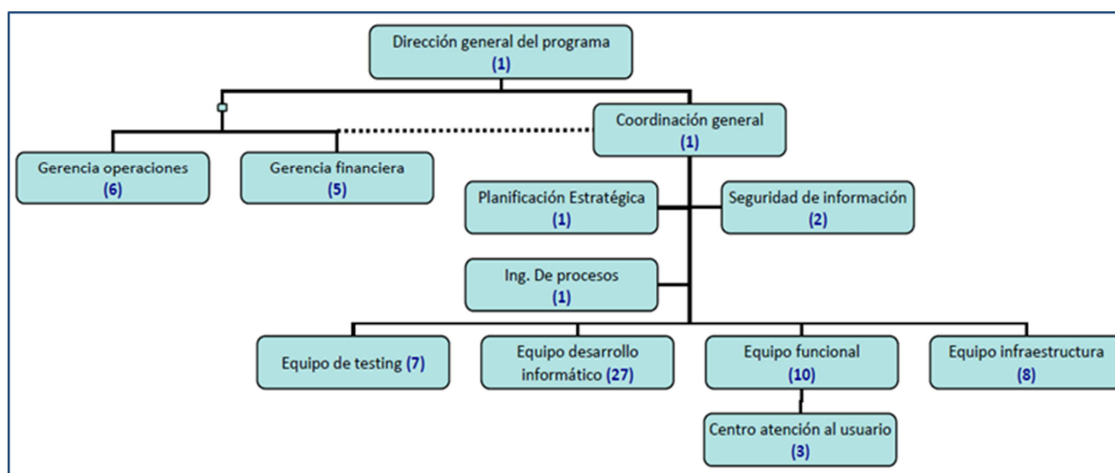 Dirección general del programa
(1)
Coordinación general
(1)
Gerencia operaciones
(6)
Gerencia financiera
(5)
Planificación Estratégica
(1)
Seguridad de información
(2)
Ing. De procesos
(1)
Equipo de testing (7)
Equipo desarrollo
informático (27)
Equipo funcional
(10)
Equipo infraestructura
(8)
Centro atención al usuario
(3)